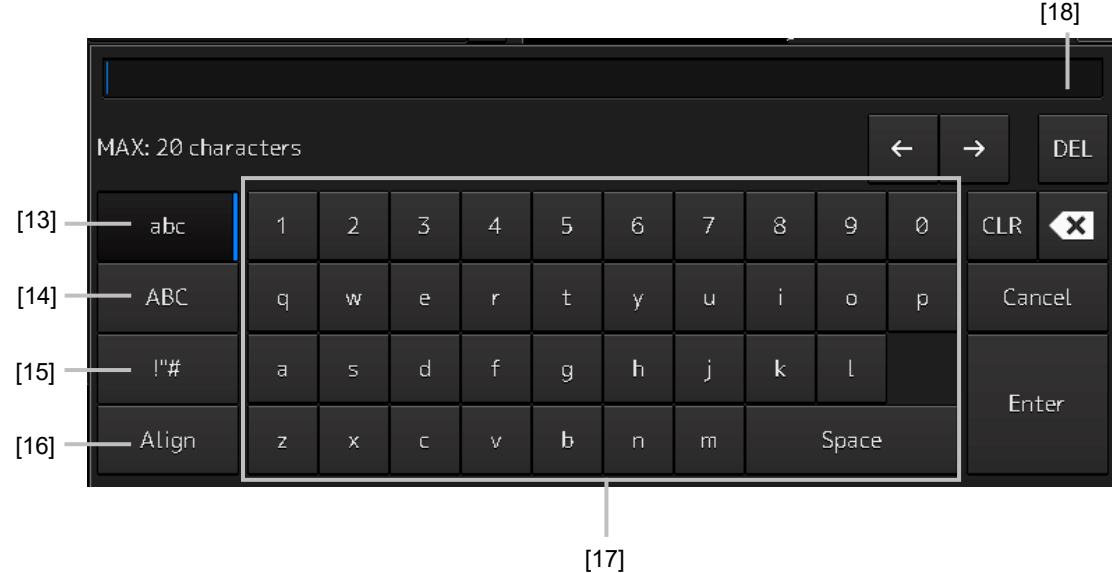 [18]
MAX: 20 characters ← → DEL
[13] abc 1 2 3 4 5 6 7 8 9 0 CLR
[14] ABC q w e r t y u i o p Cancel
[15] !"# a s d f g h j k l
Enter
[16] Align z x c v b n m Space
[17]